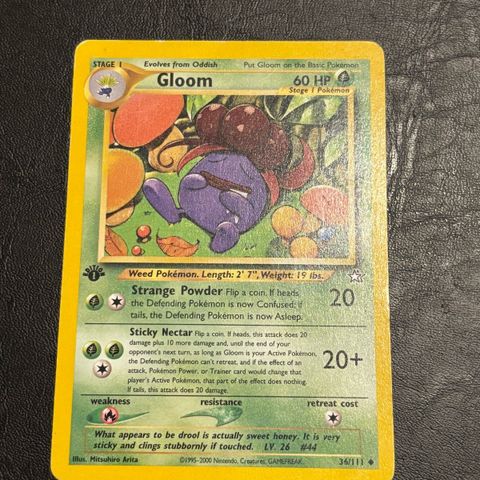 STAGE 1 Evolves from Oddish Put Gloom on the Basic Pokémon
Gloom 60 HP
Stage 1 Pokémon
EDITION
1
Weed Pokémon. Length: 2' 7", Weight: 19 lbs.
Strange Powder Flip a coin. If heads,
the Defending Pokémon is now Confused; if
tails, the Defending Pokémon is now Asleep.
20
Sticky Nectar Flip a coin. If heads, this attack does 20
damage plus 10 more damage and, until the end of your
opponent's next turn, as long as Gloom is your Active Pokémon,
the Defending Pokémon can't retreat, and if the effect of an
attack, Pokémon Power, or Trainer card would change that
player's Active Pokémon, that part of the effect does nothing.
If tails, this attack does 20 damage.
20+
weakness resistance retreat cost
What appears to be drool is actually sweet honey. It is very
sticky and clings stubbornly if touched. LV. 26 #44
Illus. Mitsuhiro Arita ©1995-2000 Nintendo, Creatures, GAMEFREAK. 36/111